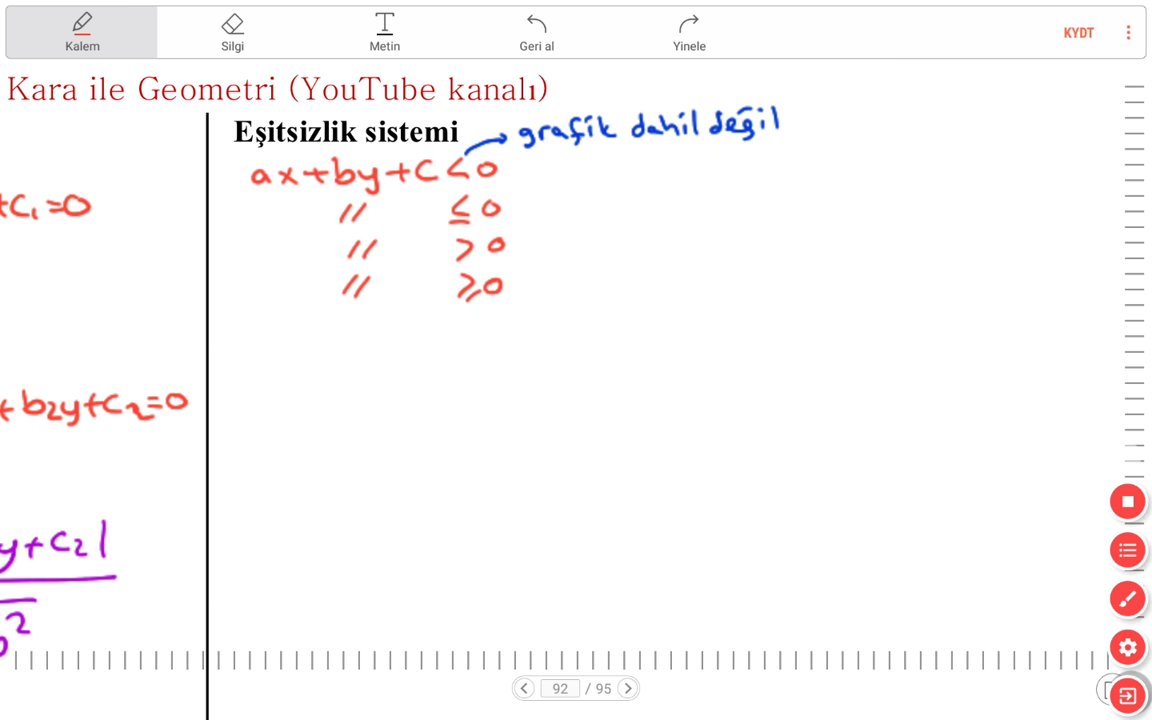 Kalem
Silgi
Metin
Geri al
Yinele
KYDT
Kara ile Geometri (YouTube kanalı)
Eşitsizlik sistemi
grafik dahil değil
ax+by+c<0
+c₁=0
〃 ≤0
〃 >0
〃 ≥0
+b₂y+c₂=0
y+c₂|
²
92 / 95